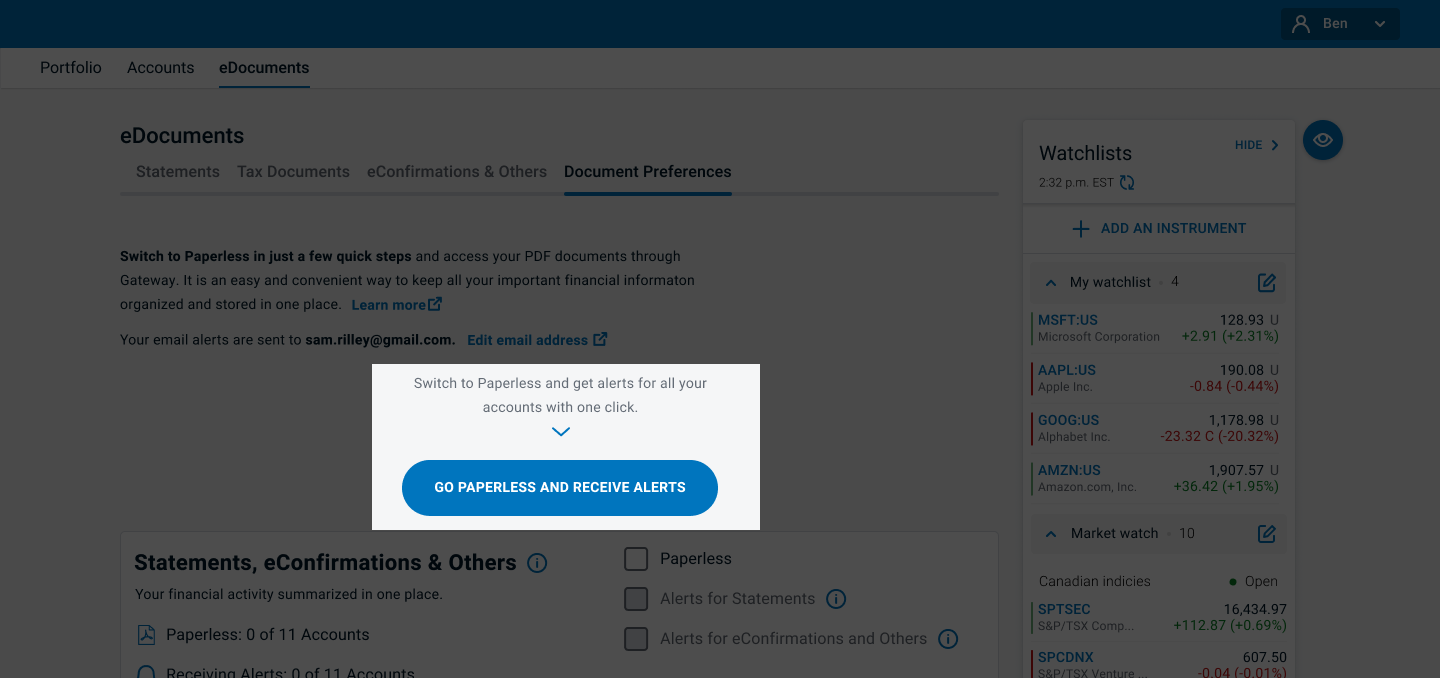 Ben
Portfolio
Accounts
eDocuments
eDocuments
Statements
Tax Documents
eConfirmations & Others
Document Preferences
Switch to Paperless in just a few quick steps and access your PDF documents through
Gateway. It is an easy and convenient way to keep all your important financial informaton
organized and stored in one place. Learn more
Your email alerts are sent to sam.rilley@gmail.com. Edit email address
Switch to Paperless and get alerts for all your
accounts with one click.
GO PAPERLESS AND RECEIVE ALERTS
Statements, eConfirmations & Others
Your financial activity summarized in one place.
Paperless: 0 of 11 Accounts
Receiving Alerts: 0 of 11 Accounts
Paperless
Alerts for Statements
Alerts for eConfirmations and Others
Watchlists
HIDE
2:32 p.m. EST
ADD AN INSTRUMENT
My watchlist · 4
MSFT:US 128.93 U
Microsoft Corporation +2.91 (+2.31%)
AAPL:US 190.08 U
Apple Inc. -0.84 (-0.44%)
GOOG:US 1,178.98 U
Alphabet Inc. -23.32 C (-20.32%)
AMZN:US 1,907.57 U
Amazon.com, Inc. +36.42 (+1.95%)
Market watch · 10
Canadian indicies Open
SPTSEC 16,434.97
S&P/TSX Comp... +112.87 (+0.69%)
SPCDNX 607.50
S&P/TSX Venture ... -0.04 (-0.01%)